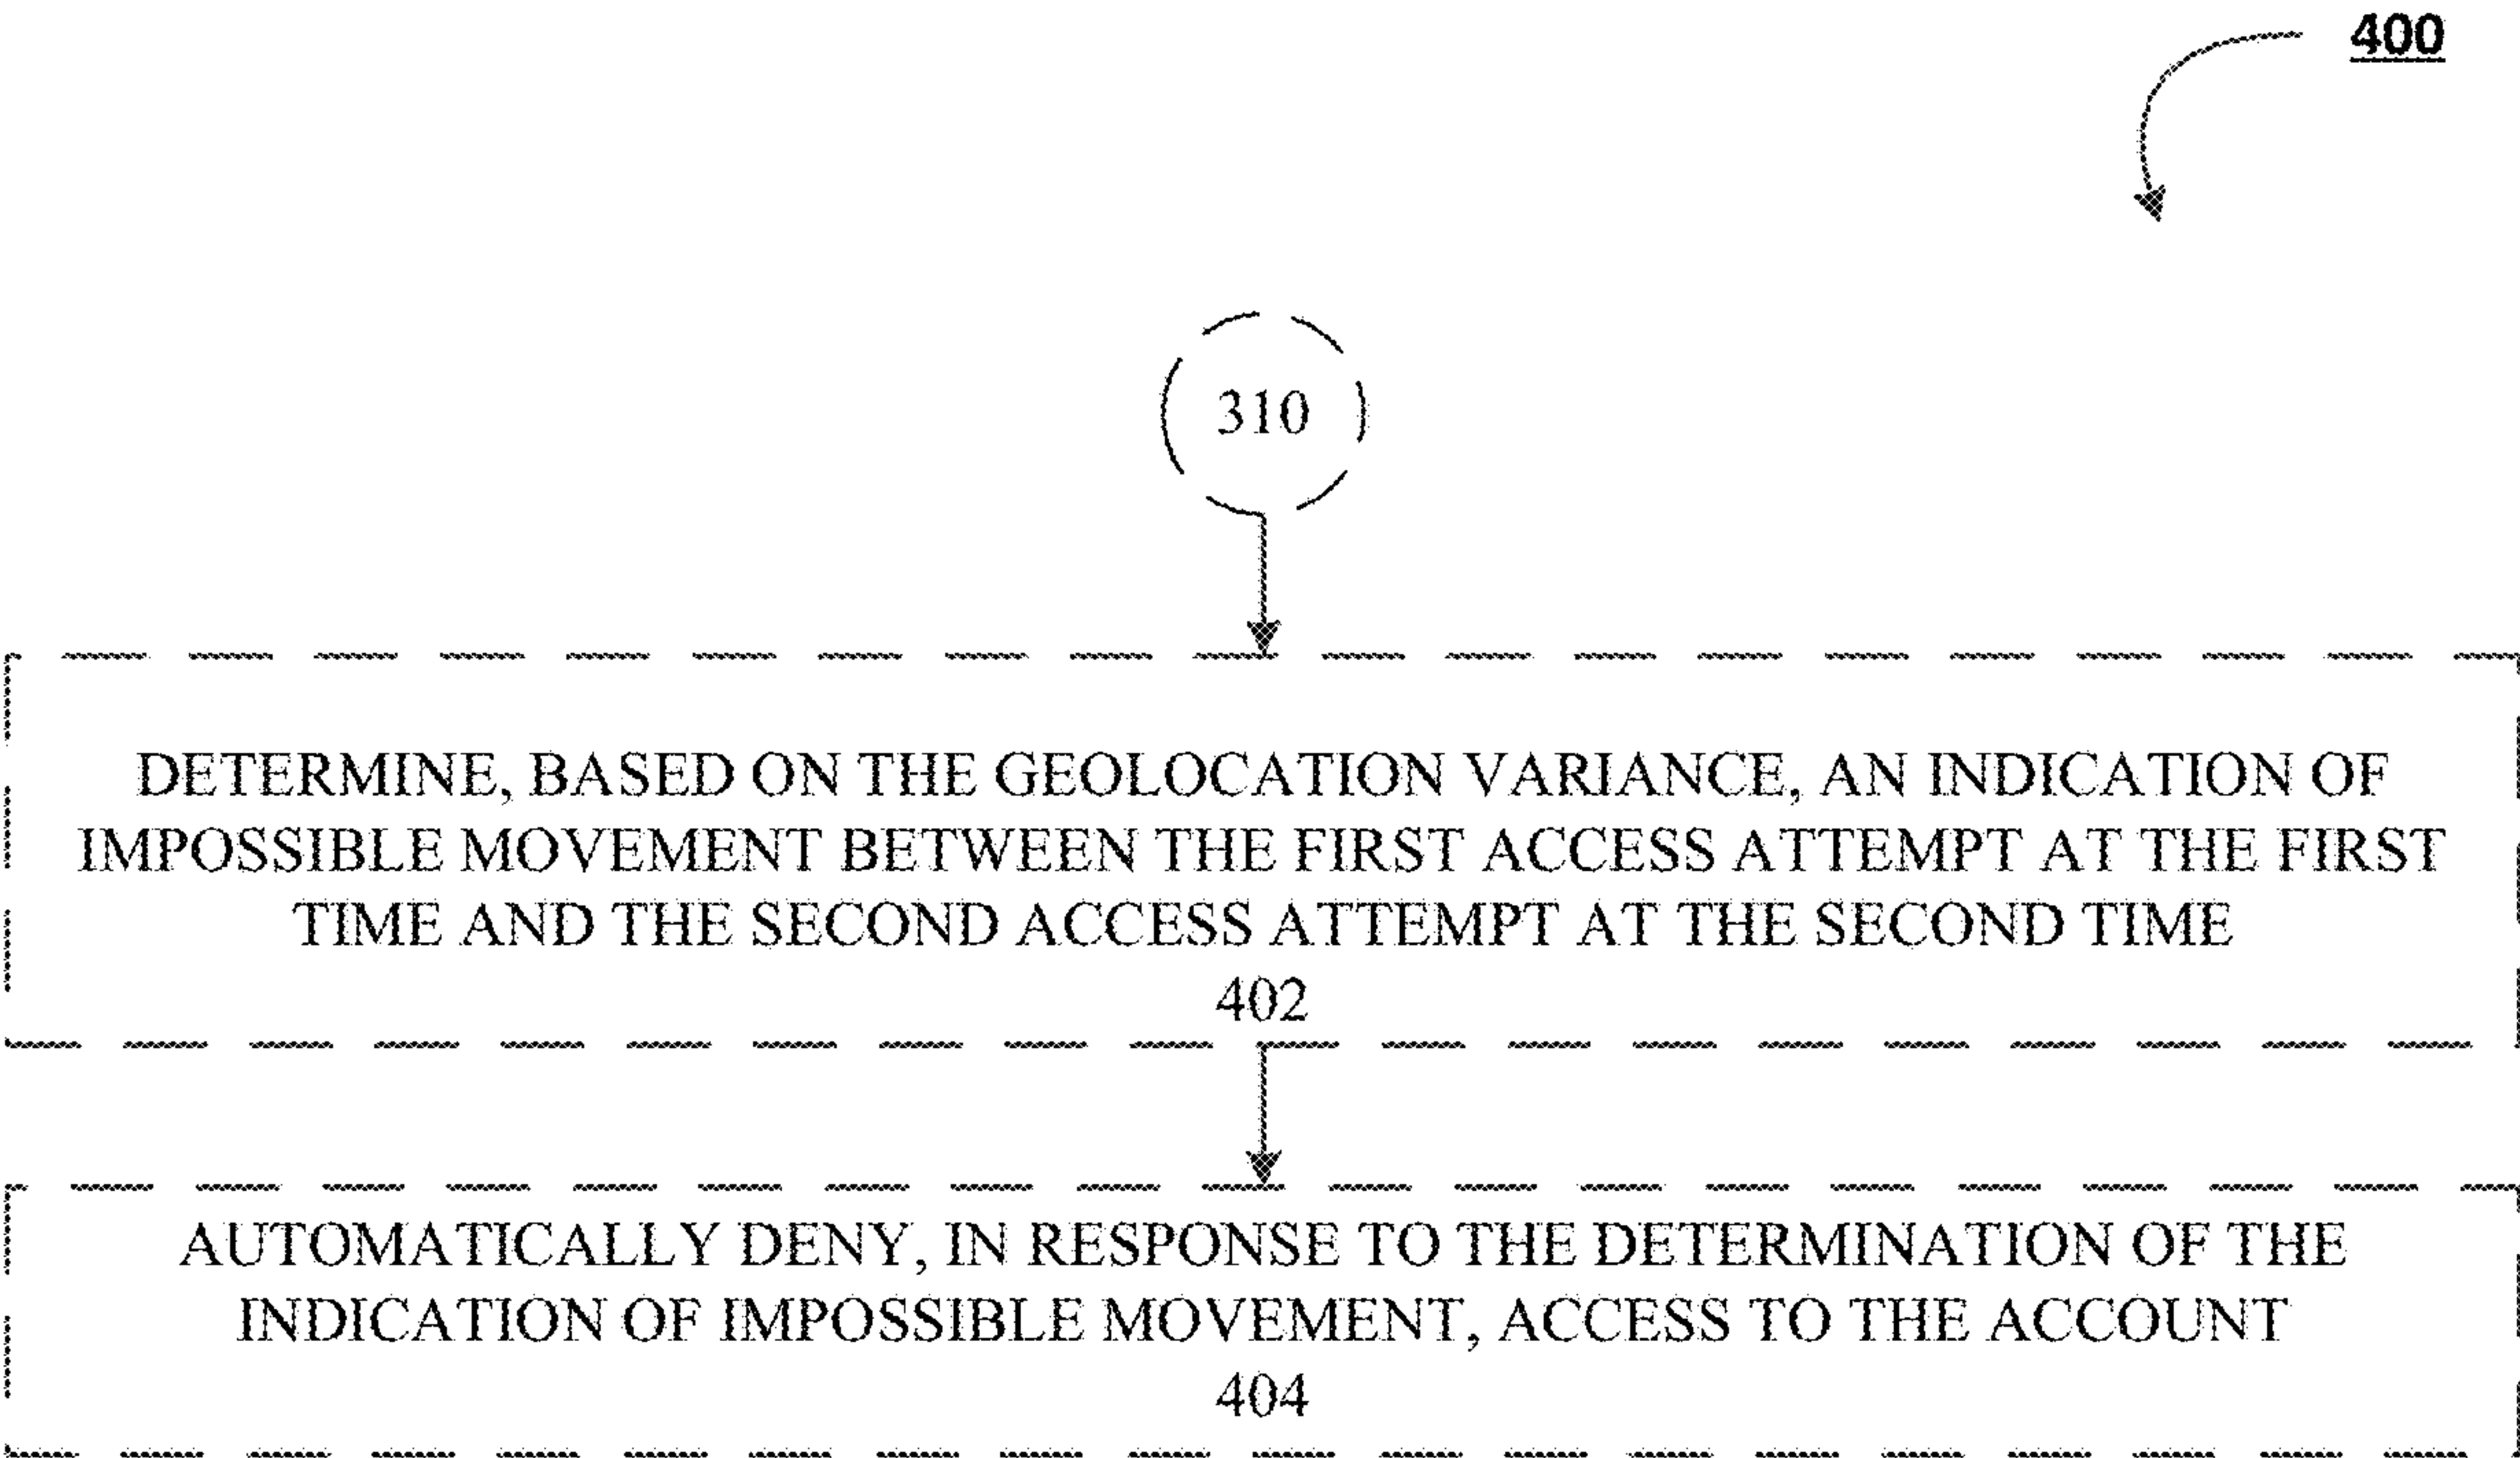 400
310
DETERMINE, BASED ON THE GEOLOCATION VARIANCE, AN INDICATION OF
IMPOSSIBLE MOVEMENT BETWEEN THE FIRST ACCESS ATTEMPT AT THE FIRST
TIME AND THE SECOND ACCESS ATTEMPT AT THE SECOND TIME
402
AUTOMATICALLY DENY, IN RESPONSE TO THE DETERMINATION OF THE
INDICATION OF IMPOSSIBLE MOVEMENT, ACCESS TO THE ACCOUNT
404